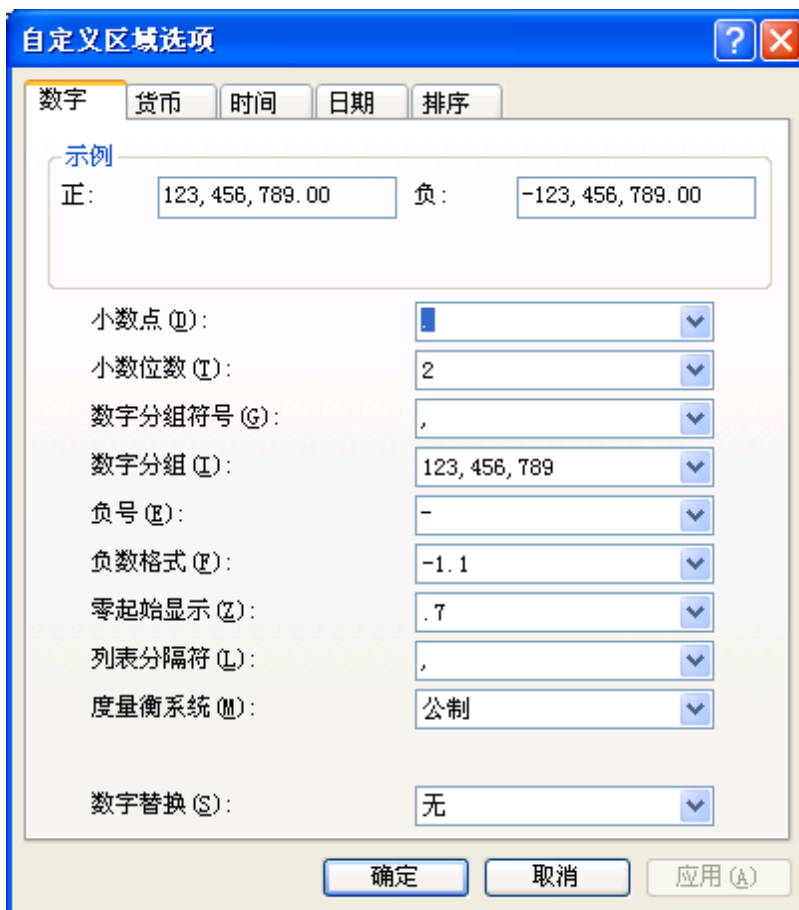 自定义区域选项
数字 货币 时间 日期 排序
示例
正: 123,456,789.00 负: -123,456,789.00
小数点(D): .
小数位数(T): 2
数字分组符号(G): ,
数字分组(I): 123,456,789
负号(E): -
负数格式(F): -1.1
零起始显示(Z): .7
列表分隔符(L): ,
度量衡系统(M): 公制
数字替换(S): 无
确定 取消 应用(A)